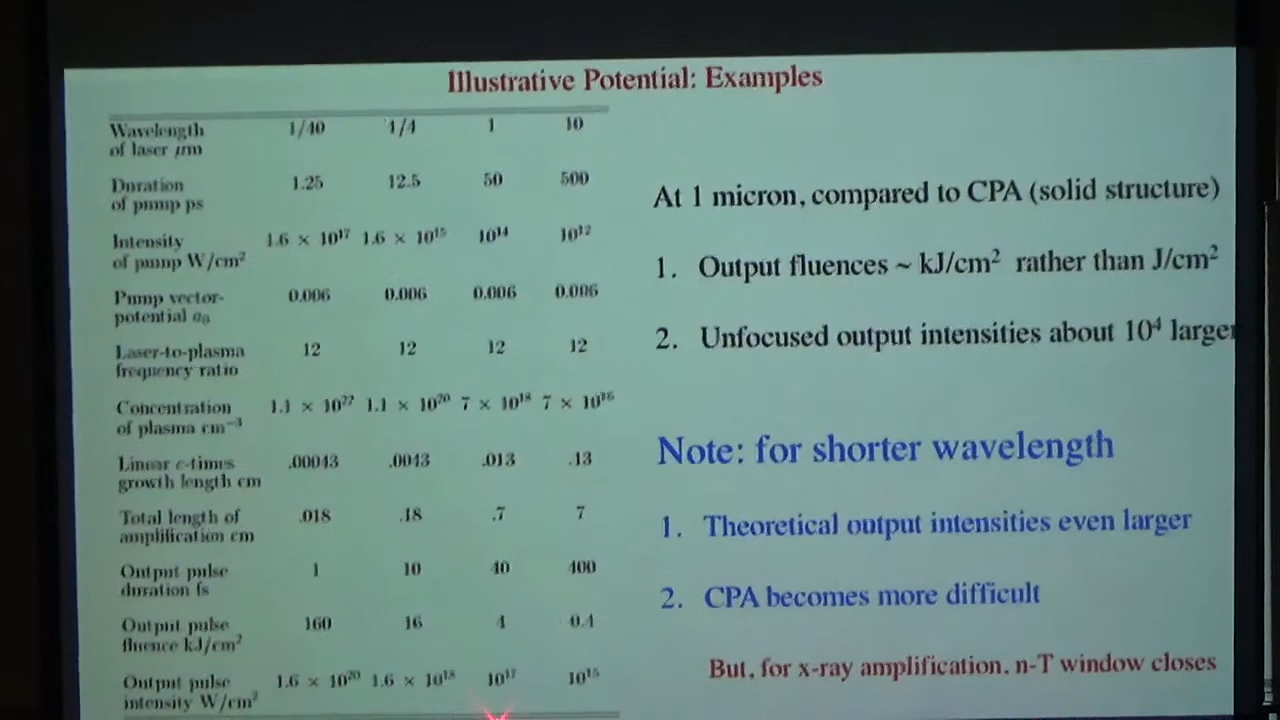 Illustrative Potential: Examples
Wavelength of laser μm 1/40 1/4 1 10
Duration of pump ps 1.25 12.5 50 500
Intensity of pump W/cm² 1.6 × 10¹⁷ 1.6 × 10¹⁵ 10¹⁴ 10¹²
Pump vector-potential a₀ 0.006 0.006 0.006 0.006
Laser-to-plasma frequency ratio 12 12 12 12
Concentration of plasma cm⁻³ 1.1 × 10²² 1.1 × 10²⁰ 7 × 10¹⁸ 7 × 10¹⁶
Linear e-times growth length cm .00043 .0043 .013 .13
Total length of amplification cm .018 .18 .7 7
Output pulse duration fs 1 10 40 400
Output pulse fluence kJ/cm² 160 16 4 0.4
Output pulse intensity W/cm² 1.6 × 10²⁰ 1.6 × 10¹⁸ 10¹⁷ 10¹⁵
At 1 micron, compared to CPA (solid structure)
1. Output fluences ~ kJ/cm² rather than J/cm²
2. Unfocused output intensities about 10⁴ larger
Note: for shorter wavelength
1. Theoretical output intensities even larger
2. CPA becomes more difficult
But, for x-ray amplification, n-T window closes